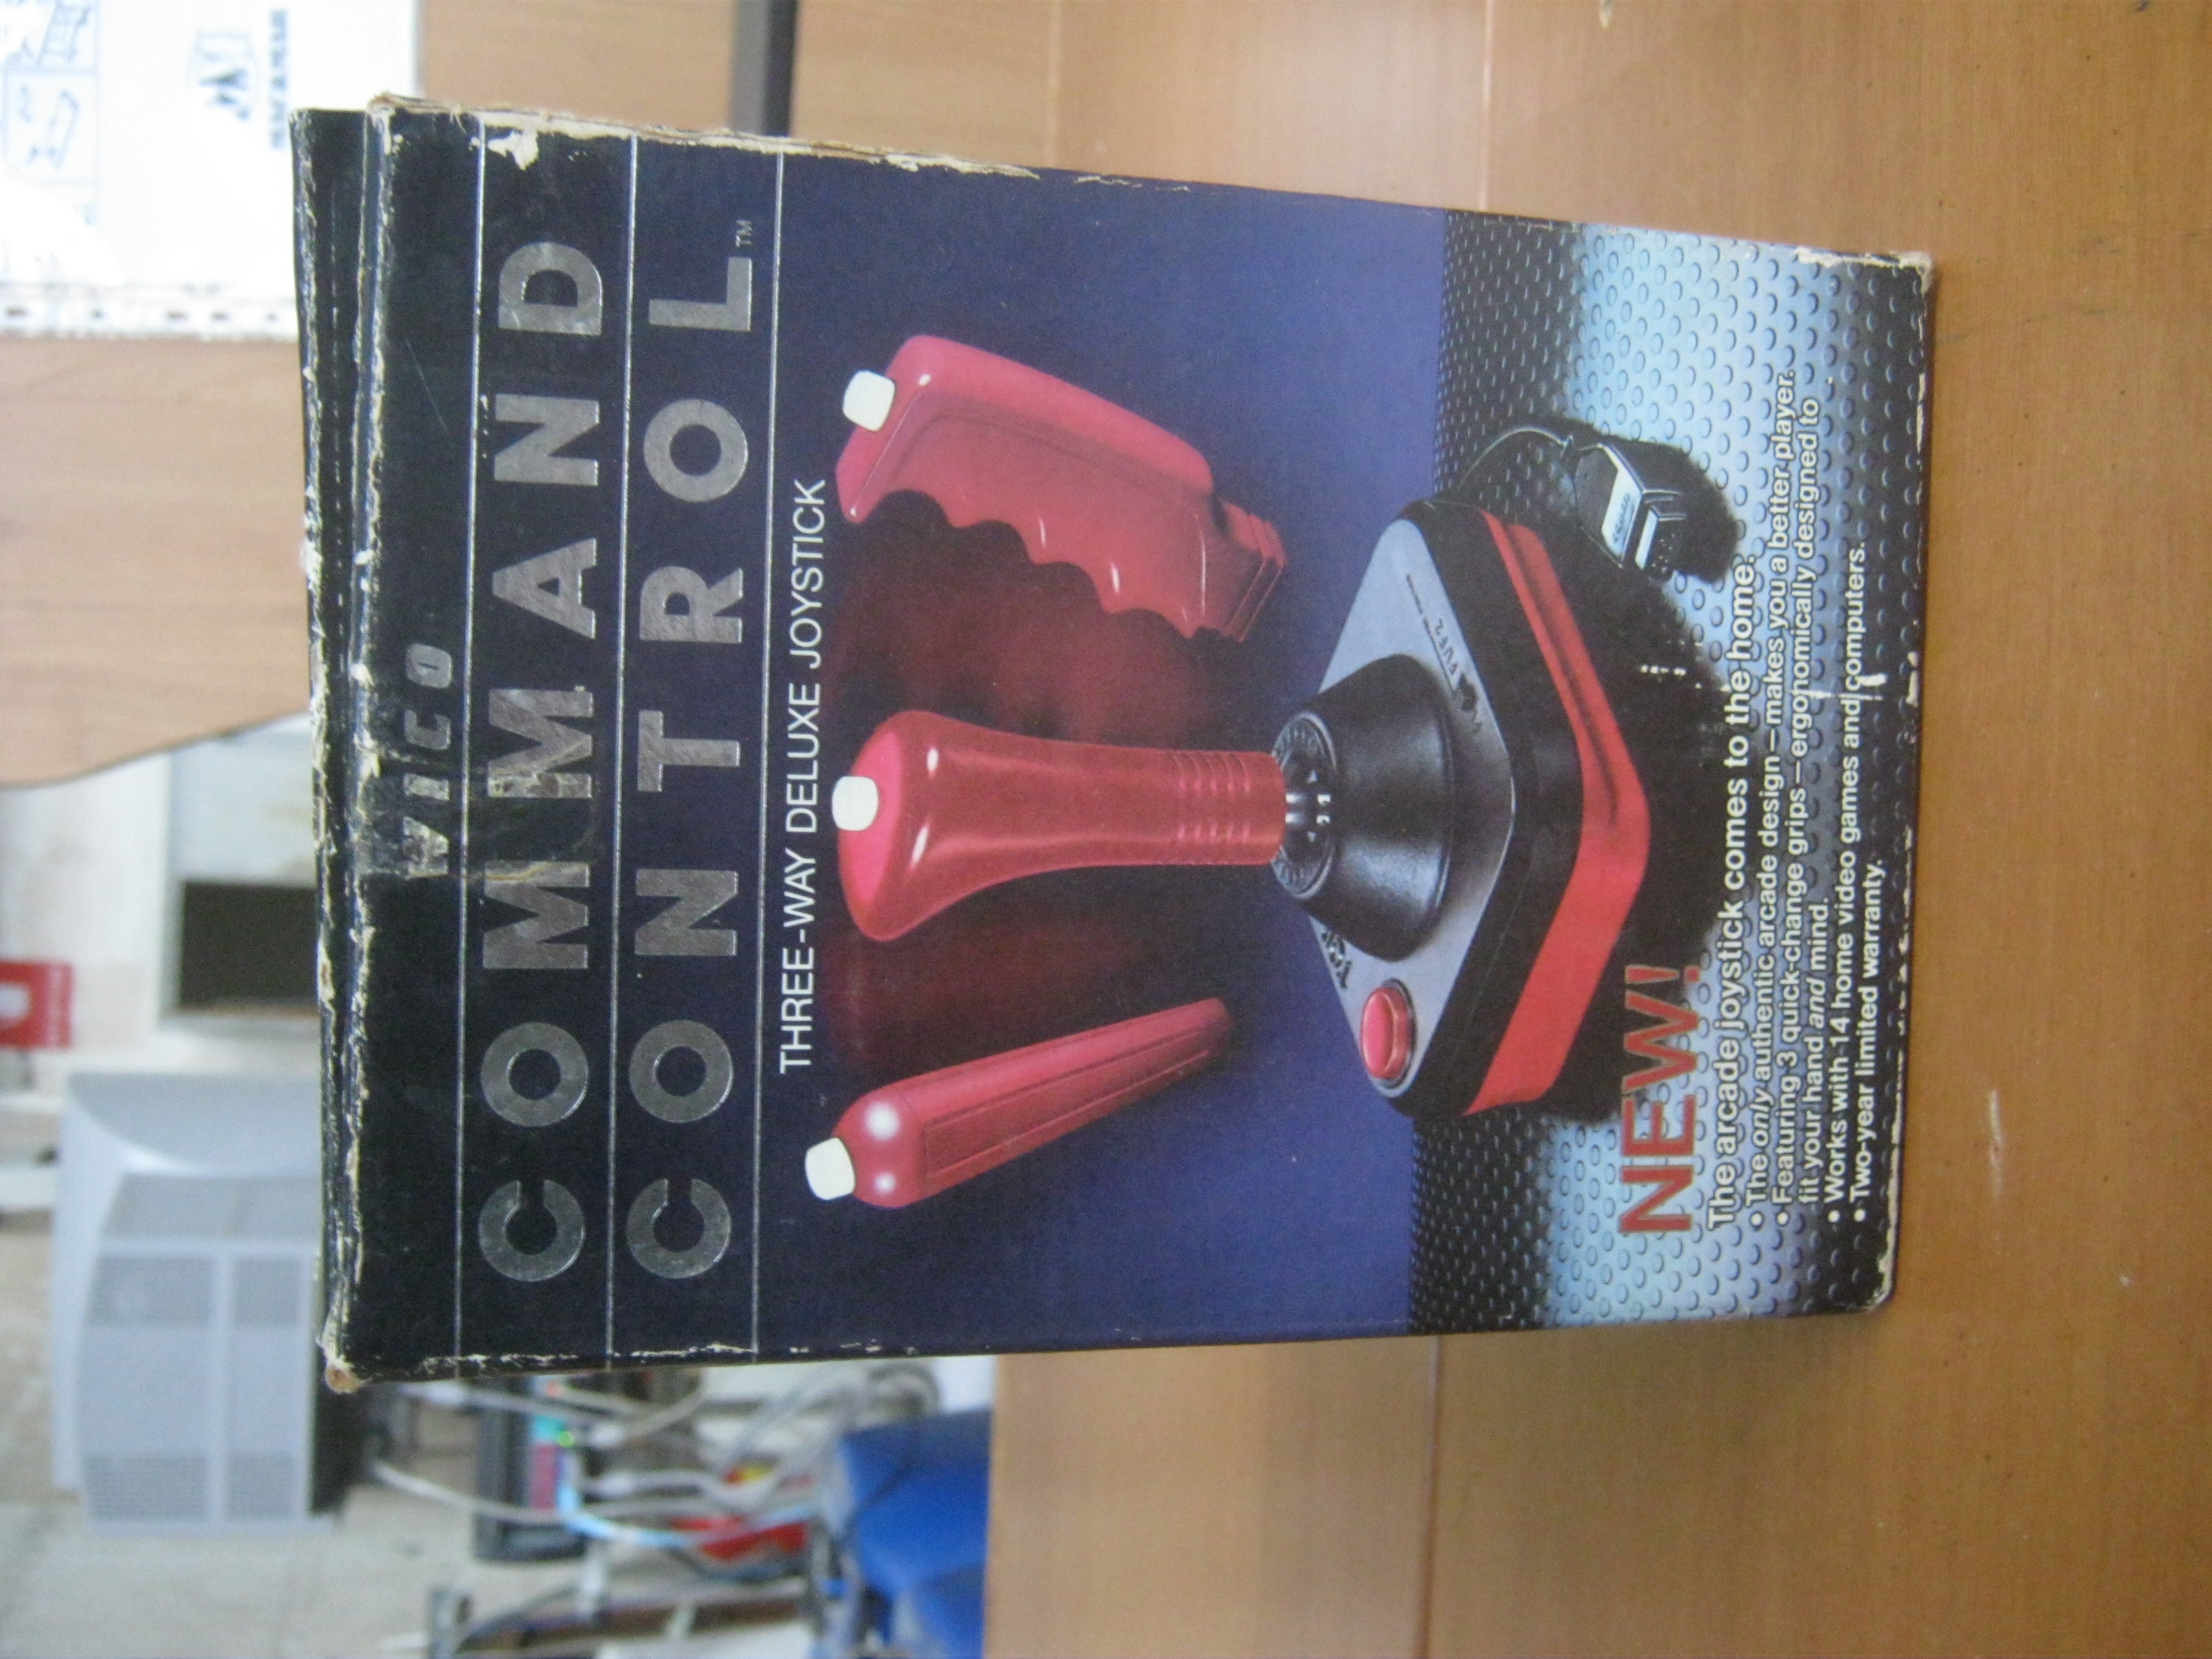 WICO
COMMAND
CONTROL™
THREE-WAY DELUXE JOYSTICK
NEW!
The arcade joystick comes to the home:
• The only authentic arcade design – makes you a better player.
• Featuring 3 quick-change grips – ergonomically designed to
fit your hand and mind.
• Works with 14 home video games and computers.
• Two-year limited warranty.